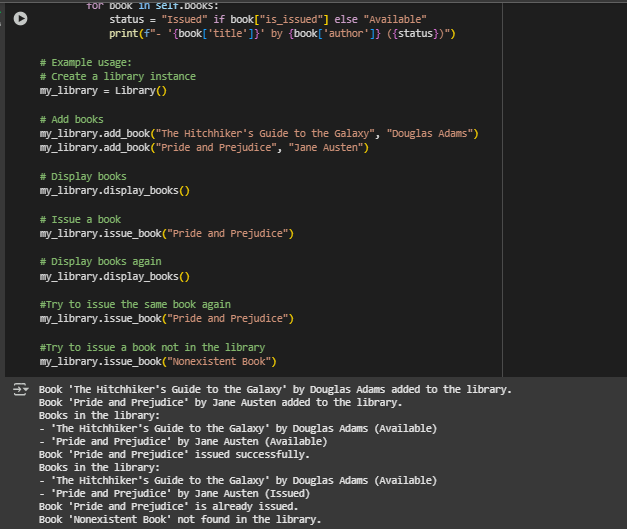 for book in self.books:
status = "Issued" if book["is_issued"] else "Available"
print(f"- '{book['title']}' by {book['author']} ({status})")
# Example usage:
# Create a library instance
my_library = Library()
# Add books
my_library.add_book("The Hitchhiker's Guide to the Galaxy", "Douglas Adams")
my_library.add_book("Pride and Prejudice", "Jane Austen")
# Display books
my_library.display_books()
# Issue a book
my_library.issue_book("Pride and Prejudice")
# Display books again
my_library.display_books()
#Try to issue the same book again
my_library.issue_book("Pride and Prejudice")
#Try to issue a book not in the library
my_library.issue_book("Nonexistent Book")
Book 'The Hitchhiker's Guide to the Galaxy' by Douglas Adams added to the library.
Book 'Pride and Prejudice' by Jane Austen added to the library.
Books in the library:
- 'The Hitchhiker's Guide to the Galaxy' by Douglas Adams (Available)
- 'Pride and Prejudice' by Jane Austen (Available)
Book 'Pride and Prejudice' issued successfully.
Books in the library:
- 'The Hitchhiker's Guide to the Galaxy' by Douglas Adams (Available)
- 'Pride and Prejudice' by Jane Austen (Issued)
Book 'Pride and Prejudice' is already issued.
Book 'Nonexistent Book' not found in the library.